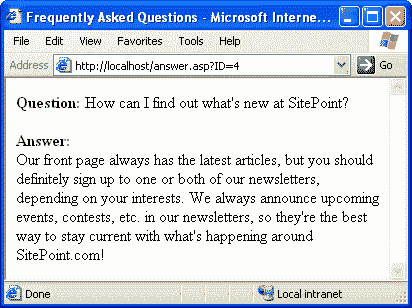 Frequently Asked Questions - Microsoft Interne...
File Edit View Favorites Tools Help
Address http://localhost/answer.asp?ID=4 Go
Question: How can I find out what's new at SitePoint?
Answer:
Our front page always has the latest articles, but you should
definitely sign up to one or both of our newsletters,
depending on your interests. We always announce upcoming
events, contests, etc. in our newsletters, so they're the best
way to stay current with what's happening around
SitePoint.com!
Done Local intranet